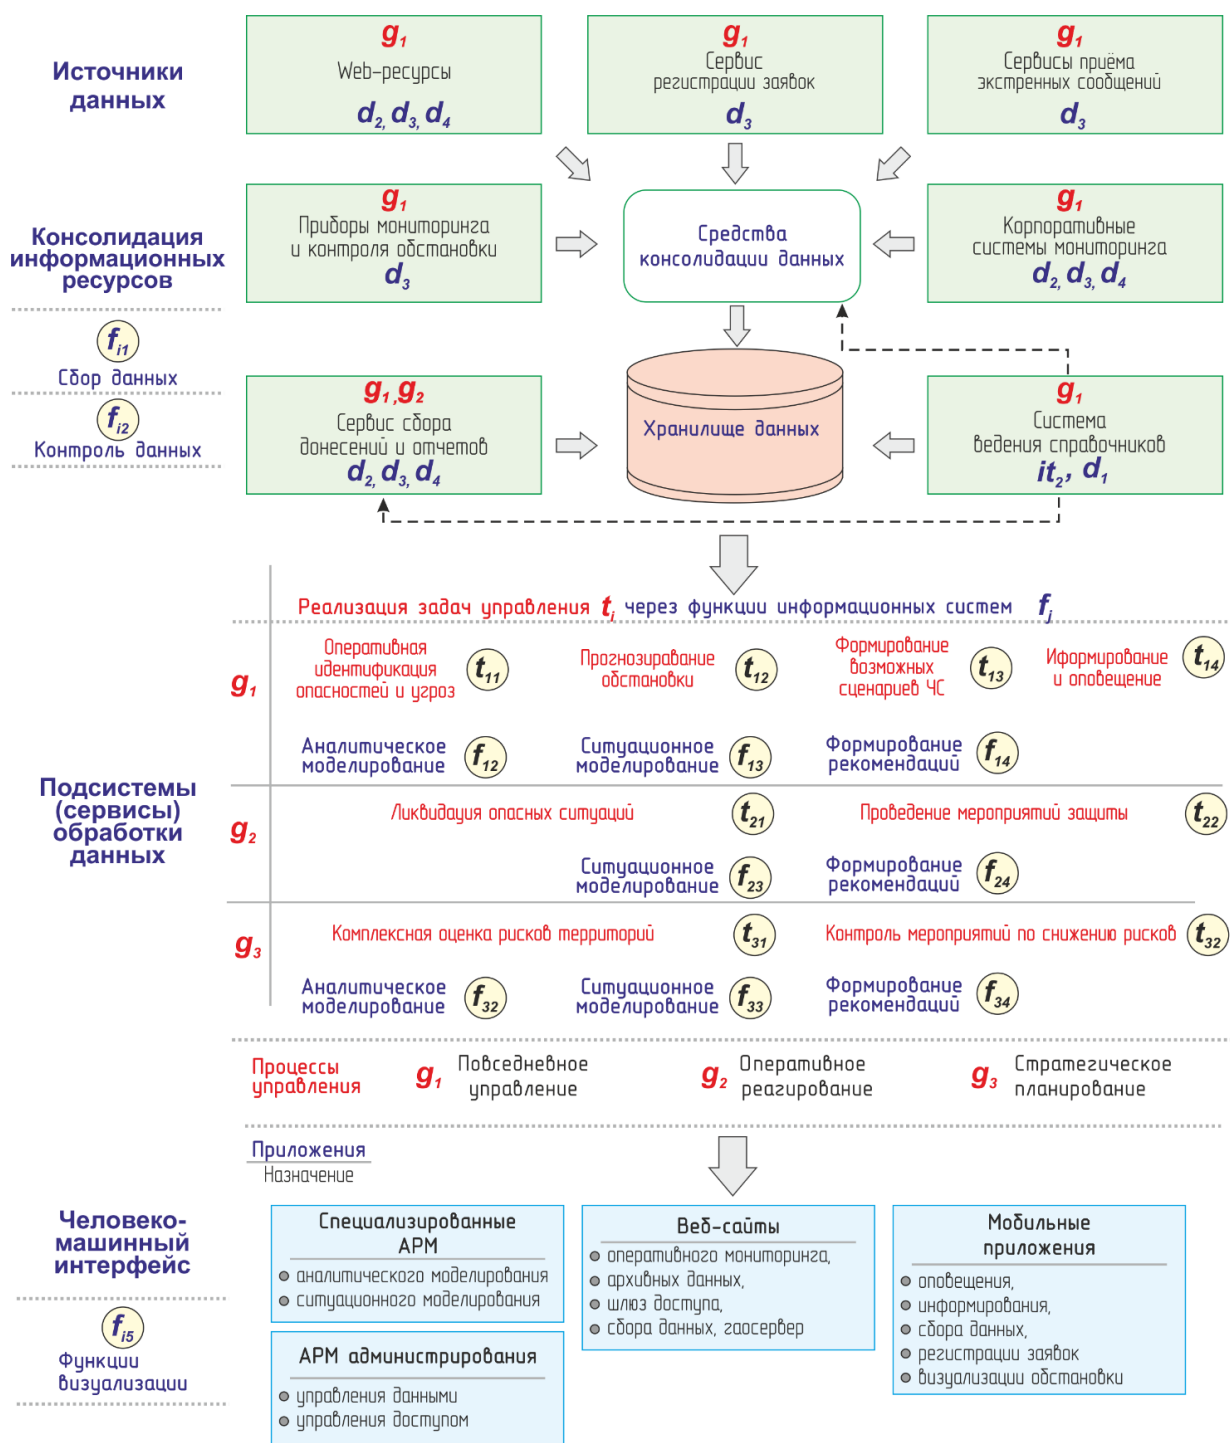 Источники
данных
g1
Web-ресурсы
d2, d3, d4
g1
Сервис
регистрации заявок
d3
g1
Сервисы приёма
экстренных сообщений
d3
Консолидация
информационных
ресурсов
g1
Приборы мониторинга
и контроля обстановки
d3
Средства
консолидации данных
g1
Корпоративные
системы мониторинга
d2, d3, d4
fi1
Сбор данных
fi2
Контроль данных
g1,g2
Сервис сбора
донесений и отчетов
d2, d3, d4
Хранилище данных
g1
Система
ведения справочников
it2, d1
Подсистемы
(сервисы)
обработки
данных
Реализация задач управления ti через функции информационных систем fj
g1
Оперативная
идентификация
опасностей и угроз
t11
Прогнозиравание
обстановки
t12
Формирование
возможных
сценариев ЧС
t13
Иформирование
и оповещение
t14
Аналитическое
моделирование
f12
Ситуационное
моделирование
f13
Формирование
рекомендаций
f14
g2
Ликвидация опасных ситуаций
t21
Проведение мероприятий защиты
t22
Ситуационное
моделирование
f23
Формирование
рекомендаций
f24
g3
Комплексная оценка рисков территорий
t31
Контроль мероприятий по снижению рисков
t32
Аналитическое
моделирование
f32
Ситуационное
моделирование
f33
Формирование
рекомендаций
f34
Процессы
управления
g1
Повседневное
управление
g2
Оперативное
реагирование
g3
Стратегическое
планирование
Приложения
Назначение
Человеко-
машинный
интерфейс
fi5
Функции
визуализации
Специализированные
АРМ
аналитического моделирования
ситуационного моделирования
АРМ администрирования
управления данными
управления доступом
Веб-сайты
оперативного мониторинга,
архивных данных,
шлюз доступа,
сбора данных, гаосервер
Мобильные
приложения
оповещения,
информирования,
сбора данных,
регистрации заявок
визуализации обстановки